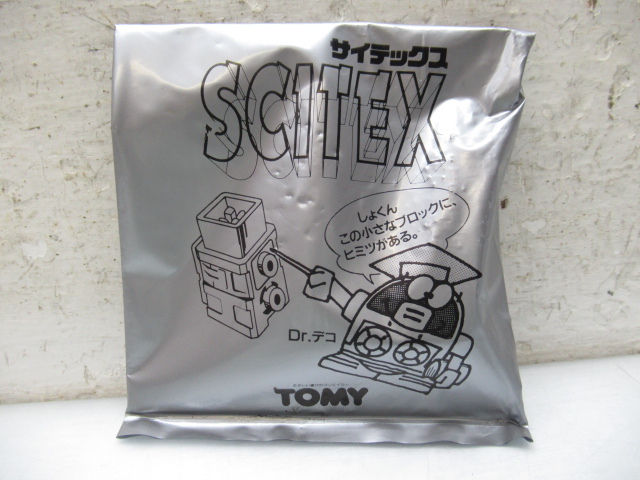 サイテックス
SCITEX
しょくん
この小さなブロックに、
ヒミツがある。
Dr.デコ
TOMY